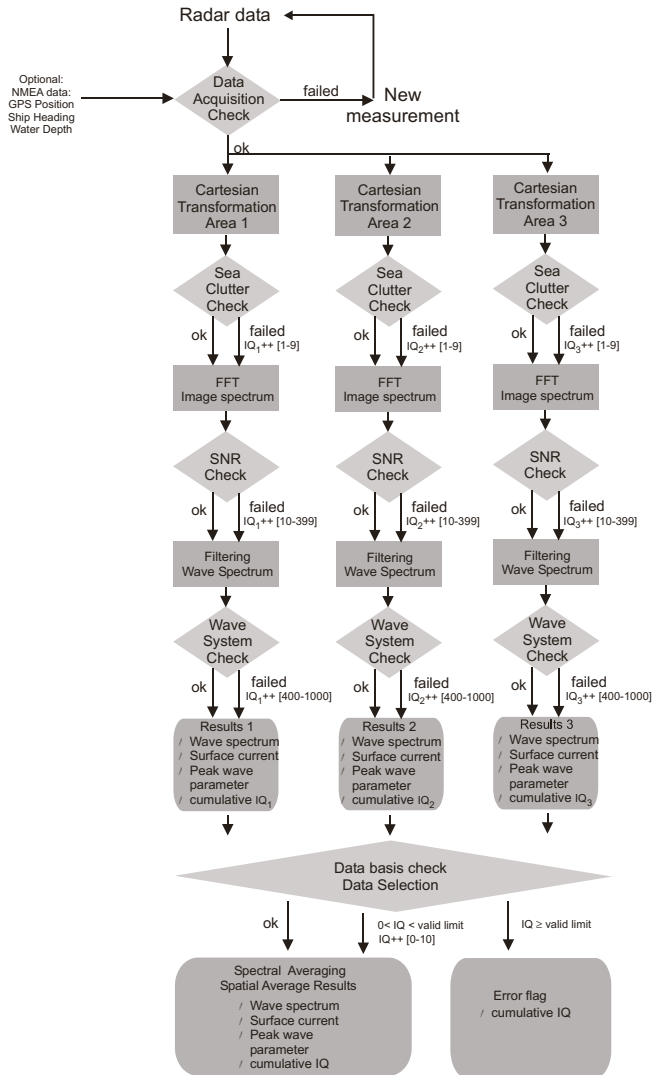 Radar data
Optional:
NMEA data:
GPS Position
Ship Heading
Water Depth
Data
Acquisition
Check
failed
New
measurement
ok
Cartesian
Transformation
Area 1
Cartesian
Transformation
Area 2
Cartesian
Transformation
Area 3
Sea
Clutter
Check
Sea
Clutter
Check
Sea
Clutter
Check
ok
failed
IQ₁++ [1-9]
ok
failed
IQ₂++ [1-9]
ok
failed
IQ₃++ [1-9]
FFT
Image spectrum
FFT
Image spectrum
FFT
Image spectrum
SNR
Check
SNR
Check
SNR
Check
ok
failed
IQ₁++ [10-399]
ok
failed
IQ₂++ [10-399]
ok
failed
IQ₃++ [10-399]
Filtering
Wave Spectrum
Filtering
Wave Spectrum
Filtering
Wave Spectrum
Wave
System
Check
Wave
System
Check
Wave
System
Check
ok
failed
IQ₁++ [400-1000]
ok
failed
IQ₂++ [400-1000]
ok
failed
IQ₃++ [400-1000]
Results 1
/ Wave spectrum
/ Surface current
/ Peak wave
parameter
/ cumulative IQ₁
Results 2
/ Wave spectrum
/ Surface current
/ Peak wave
parameter
/ cumulative IQ₂
Results 3
/ Wave spectrum
/ Surface current
/ Peak wave
parameter
/ cumulative IQ₃
Data basis check
Data Selection
ok
0< IQ < valid limit
IQ++ [0-10]
IQ ≥ valid limit
Spectral Averaging
Spatial Average Results
/ Wave spectrum
/ Surface current
/ Peak wave
parameter
/ cumulative IQ
Error flag
/ cumulative IQ